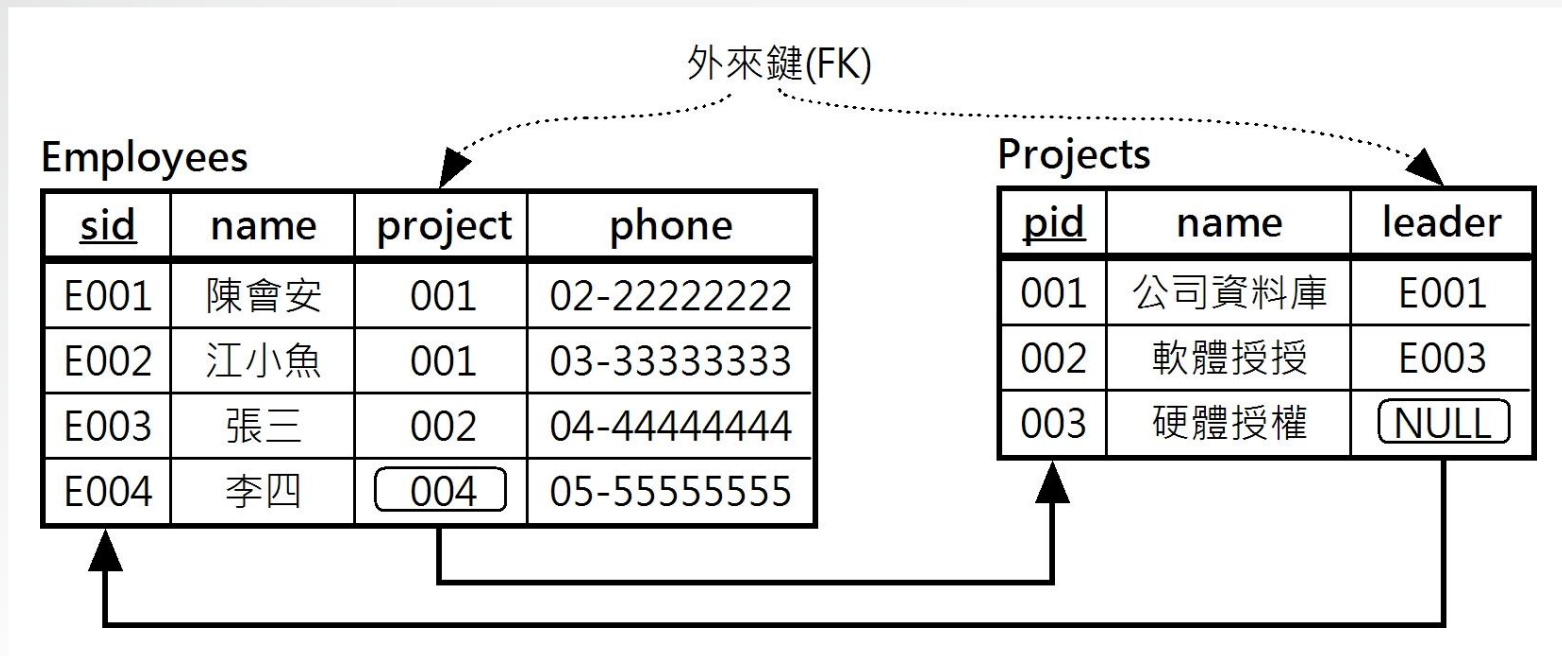 外來鍵(FK)
Employees
sid name project phone
E001 陳會安 001 02-22222222
E002 江小魚 001 03-33333333
E003 張三 002 04-44444444
E004 李四 004 05-55555555
Projects
pid name leader
001 公司資料庫 E001
002 軟體授授 E003
003 硬體授權 NULL